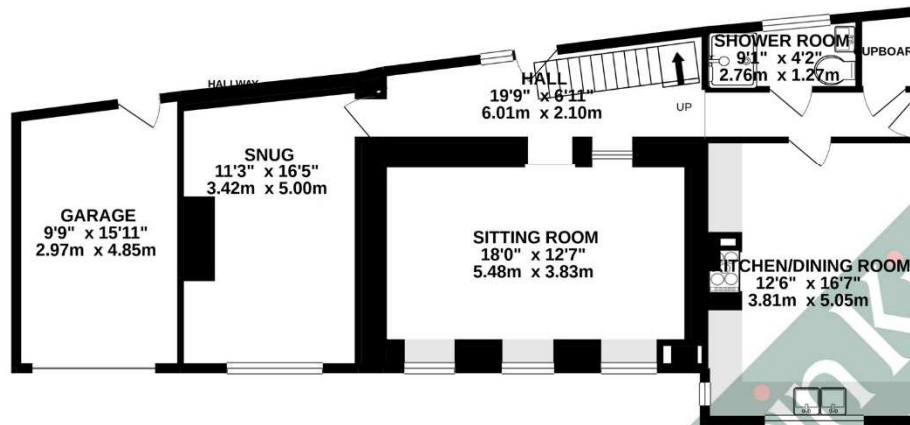 SHOWER ROOM
9'1" x 4'2"
2.76m x 1.27m
UPBOAR
HALLWAY
HALL
19'9" x 6'11"
6.01m x 2.10m
UP
SNUG
11'3" x 16'5"
3.42m x 5.00m
GARAGE
9'9" x 15'11"
2.97m x 4.85m
SITTING ROOM
18'0" x 12'7"
5.48m x 3.83m
KITCHEN/DINING ROOM
12'6" x 16'7"
3.81m x 5.05m